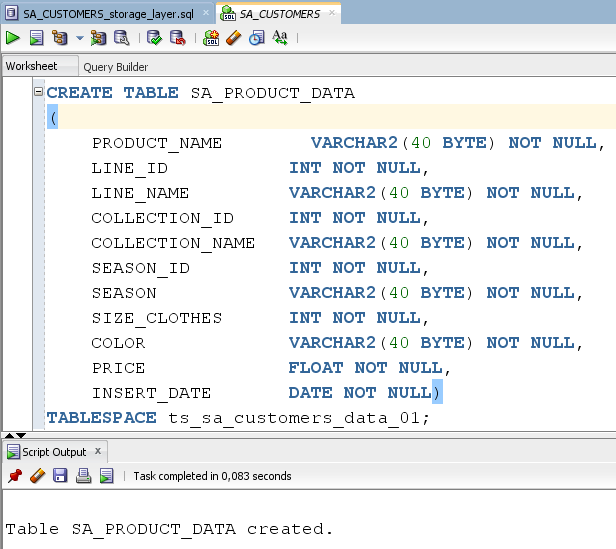 SA_CUSTOMERS_storage_layer.sql x SA_CUSTOMERS x
SQL Aa
Worksheet Query Builder
CREATE TABLE SA_PRODUCT_DATA
(
PRODUCT_NAME VARCHAR2(40 BYTE) NOT NULL,
LINE_ID INT NOT NULL,
LINE_NAME VARCHAR2(40 BYTE) NOT NULL,
COLLECTION_ID INT NOT NULL,
COLLECTION_NAME VARCHAR2(40 BYTE) NOT NULL,
SEASON_ID INT NOT NULL,
SEASON VARCHAR2(40 BYTE) NOT NULL,
SIZE_CLOTHES INT NOT NULL,
COLOR VARCHAR2(40 BYTE) NOT NULL,
PRICE FLOAT NOT NULL,
INSERT_DATE DATE NOT NULL)
TABLESPACE ts_sa_customers_data_01;
Script Output x
Task completed in 0,083 seconds
Table SA_PRODUCT_DATA created.